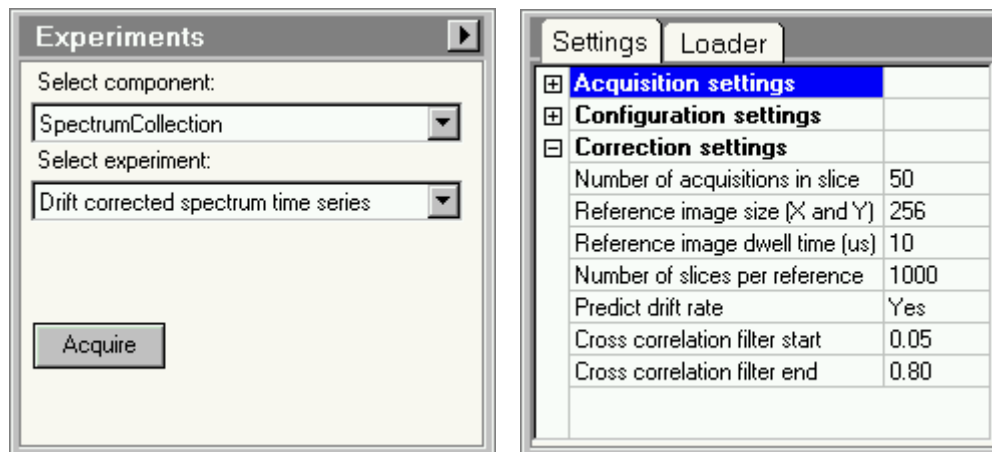 Experiments
Select component:
SpectrumCollection
Select experiment:
Drift corrected spectrum time series
Acquire
Settings Loader
Acquisition settings
Configuration settings
Correction settings
Number of acquisitions in slice 50
Reference image size (X and Y) 256
Reference image dwell time (us) 10
Number of slices per reference 1000
Predict drift rate Yes
Cross correlation filter start 0.05
Cross correlation filter end 0.80